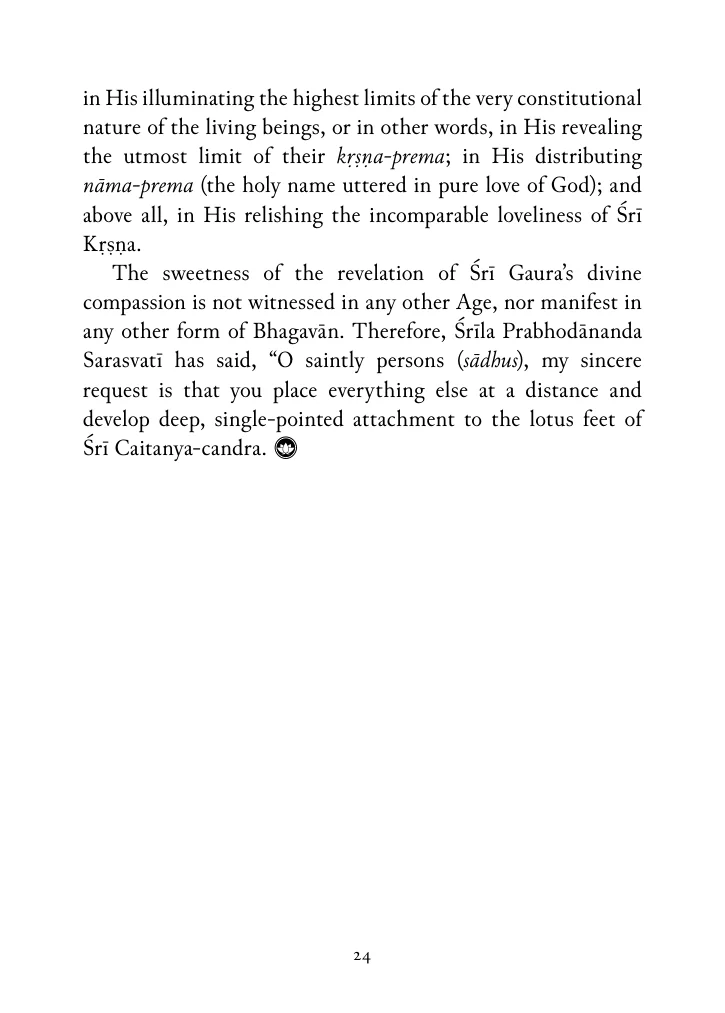 in His illuminating the highest limits of the very constitutional
nature of the living beings, or in other words, in His revealing
the utmost limit of their kṛṣṇa-prema; in His distributing
nāma-prema (the holy name uttered in pure love of God); and
above all, in His relishing the incomparable loveliness of Śrī
Kṛṣṇa.
The sweetness of the revelation of Śrī Gaura’s divine
compassion is not witnessed in any other Age, nor manifest in
any other form of Bhagavān. Therefore, Śrīla Prabhodānanda
Sarasvatī has said, “O saintly persons (sādhus), my sincere
request is that you place everything else at a distance and
develop deep, single-pointed attachment to the lotus feet of
Śrī Caitanya-candra.
24